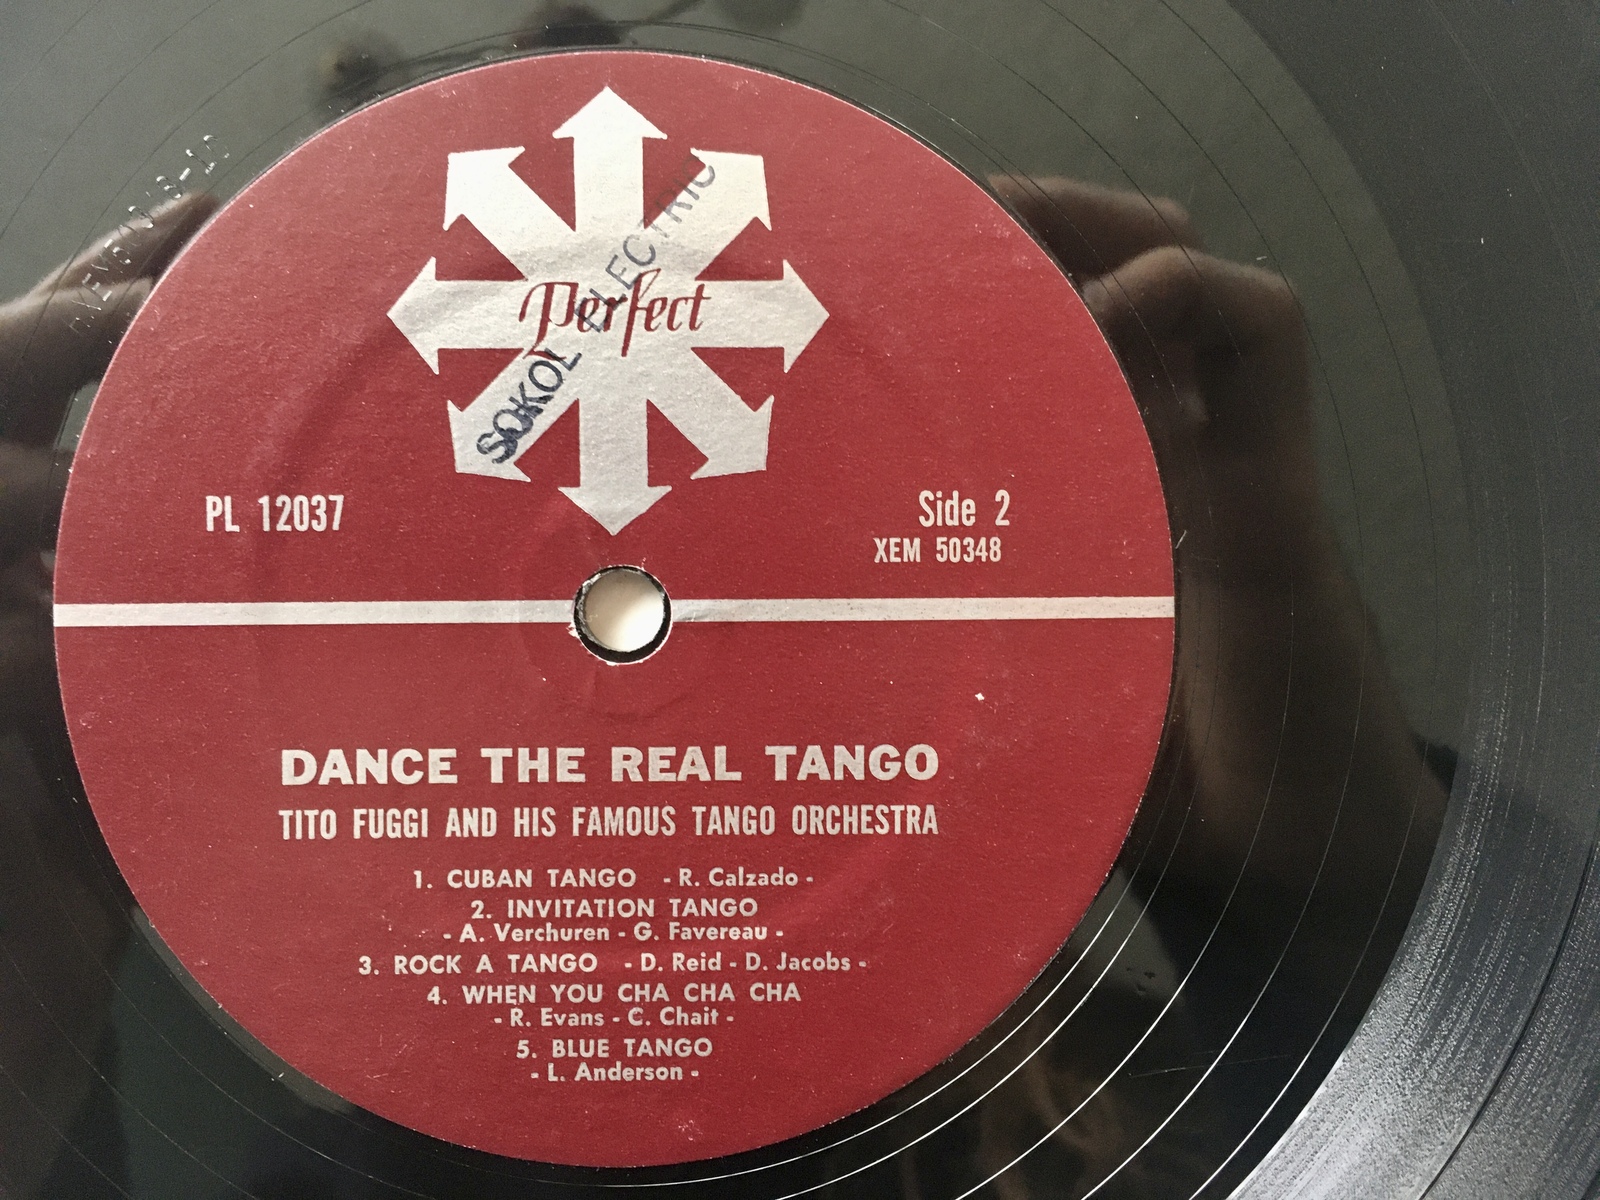 Perfect
SOKOL ELECTRIC
PL 12037
Side 2
XEM 50348
DANCE THE REAL TANGO
TITO FUGGI AND HIS FAMOUS TANGO ORCHESTRA
1. CUBAN TANGO - R. Calzado -
2. INVITATION TANGO
- A. Verchuren - G. Favereau -
3. ROCK A TANGO - D. Reid - D. Jacobs -
4. WHEN YOU CHA CHA CHA
- R. Evans - C. Chait -
5. BLUE TANGO
- L. Anderson -